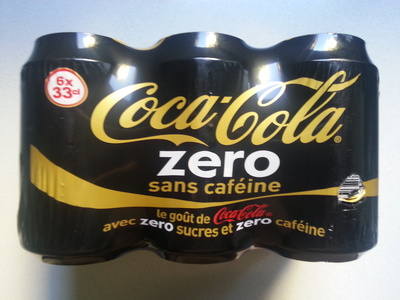 6x
33cl
Coca-Cola
zero
sans caféine
le goût de Coca-Cola
avec zero sucres et zero caféine